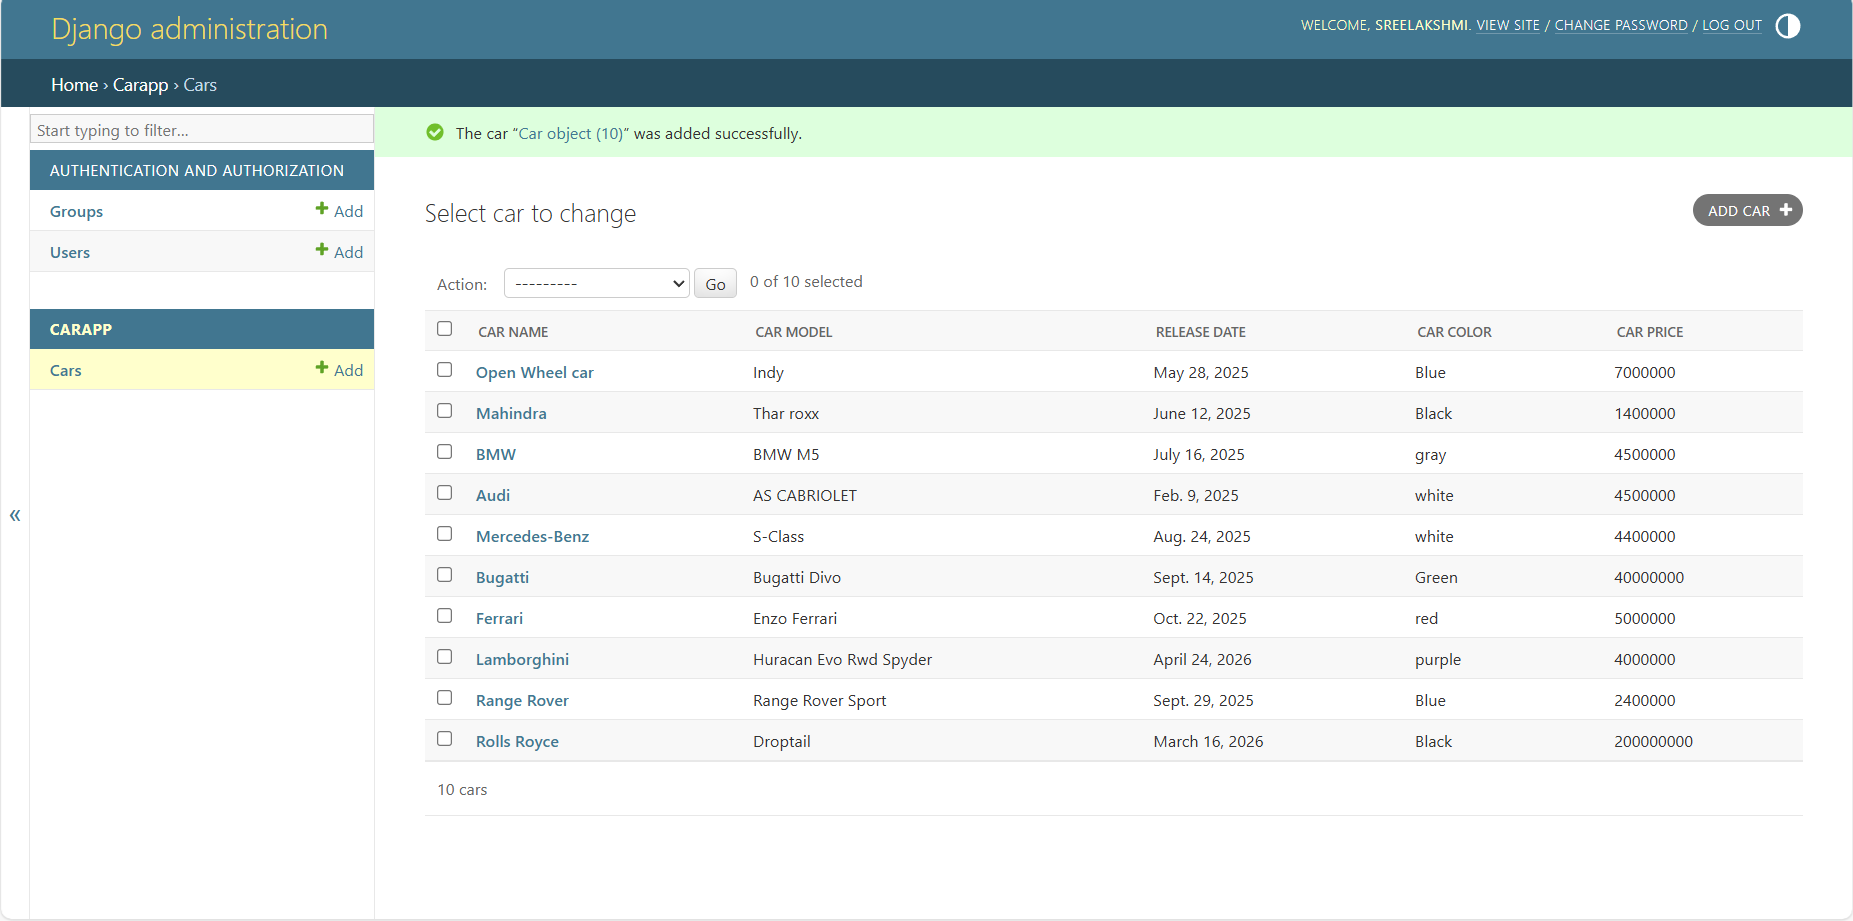 Django administration
WELCOME, SREELAKSHMI. VIEW SITE / CHANGE PASSWORD / LOG OUT
Home › Carapp › Cars
Start typing to filter...
AUTHENTICATION AND AUTHORIZATION
Groups + Add
Users + Add
CARAPP
Cars + Add
«
The car “Car object (10)” was added successfully.
Select car to change
ADD CAR +
Action: --------- Go 0 of 10 selected
CAR NAME CAR MODEL RELEASE DATE CAR COLOR CAR PRICE
Open Wheel car Indy May 28, 2025 Blue 7000000
Mahindra Thar roxx June 12, 2025 Black 1400000
BMW BMW M5 July 16, 2025 gray 4500000
Audi AS CABRIOLET Feb. 9, 2025 white 4500000
Mercedes-Benz S-Class Aug. 24, 2025 white 4400000
Bugatti Bugatti Divo Sept. 14, 2025 Green 40000000
Ferrari Enzo Ferrari Oct. 22, 2025 red 5000000
Lamborghini Huracan Evo Rwd Spyder April 24, 2026 purple 4000000
Range Rover Range Rover Sport Sept. 29, 2025 Blue 2400000
Rolls Royce Droptail March 16, 2026 Black 200000000
10 cars